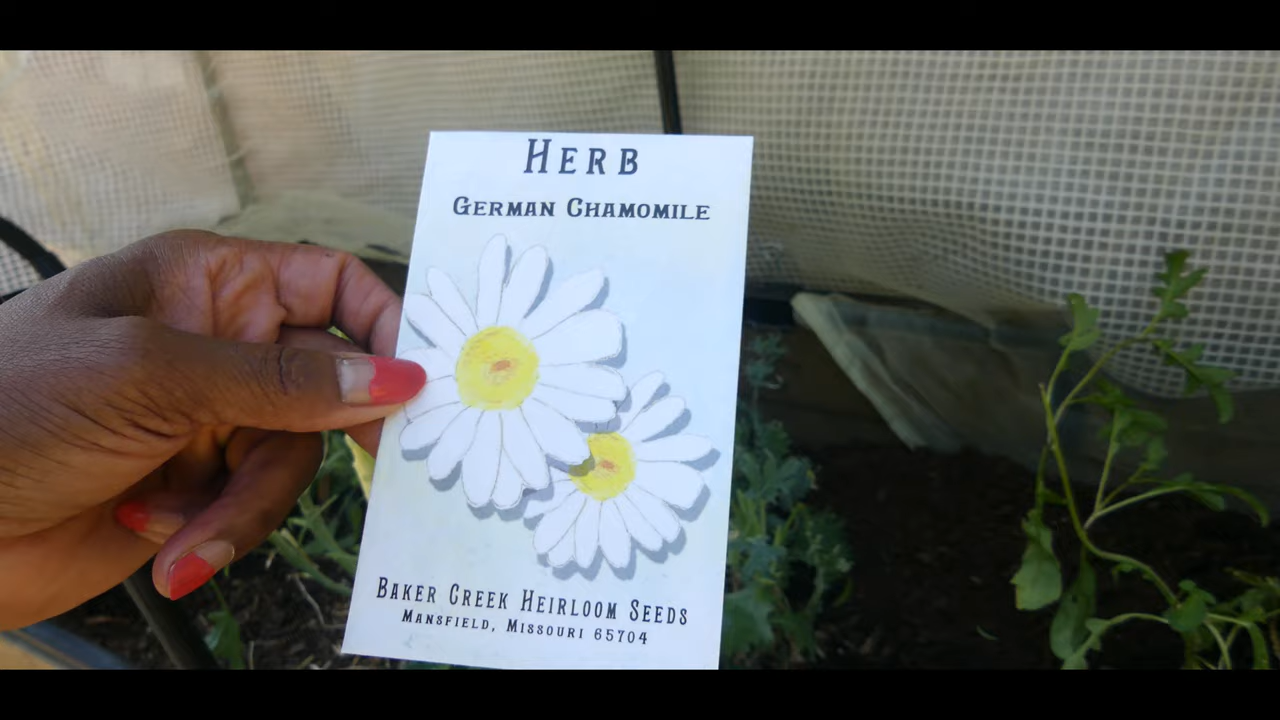 HERB
GERMAN CHAMOMILE
BAKER CREEK HEIRLOOM SEEDS
MANSFIELD, MISSOURI 65704